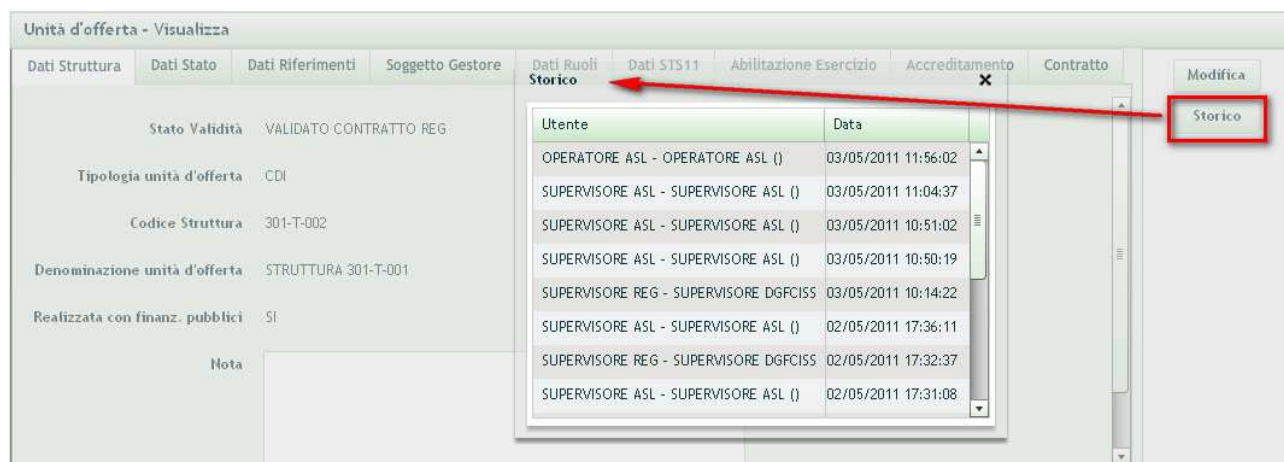 Unità d'offerta - Visualizza
Dati Struttura Dati Stato Dati Riferimenti Soggetto Gestore Dati Ruoli Dati STS11 Abilitazione Esercizio Accreditamento Contratto
Modifica
Storico
Stato Validità VALIDATO CONTRATTO REG
Tipologia unità d'offerta CDI
Codice Struttura 301-T-002
Denominazione unità d'offerta STRUTTURA 301-T-001
Realizzata con finanz. pubblici SI
Nota
Storico
Utente Data
OPERATORE ASL - OPERATORE ASL () 03/05/2011 11:56:02
SUPERVISORE ASL - SUPERVISORE ASL () 03/05/2011 11:04:37
SUPERVISORE ASL - SUPERVISORE ASL () 03/05/2011 10:51:02
SUPERVISORE ASL - SUPERVISORE ASL () 03/05/2011 10:50:19
SUPERVISORE REG - SUPERVISORE DGFCISS 03/05/2011 10:14:22
SUPERVISORE ASL - SUPERVISORE ASL () 02/05/2011 17:36:11
SUPERVISORE REG - SUPERVISORE DGFCISS 02/05/2011 17:32:37
SUPERVISORE ASL - SUPERVISORE ASL () 02/05/2011 17:31:08